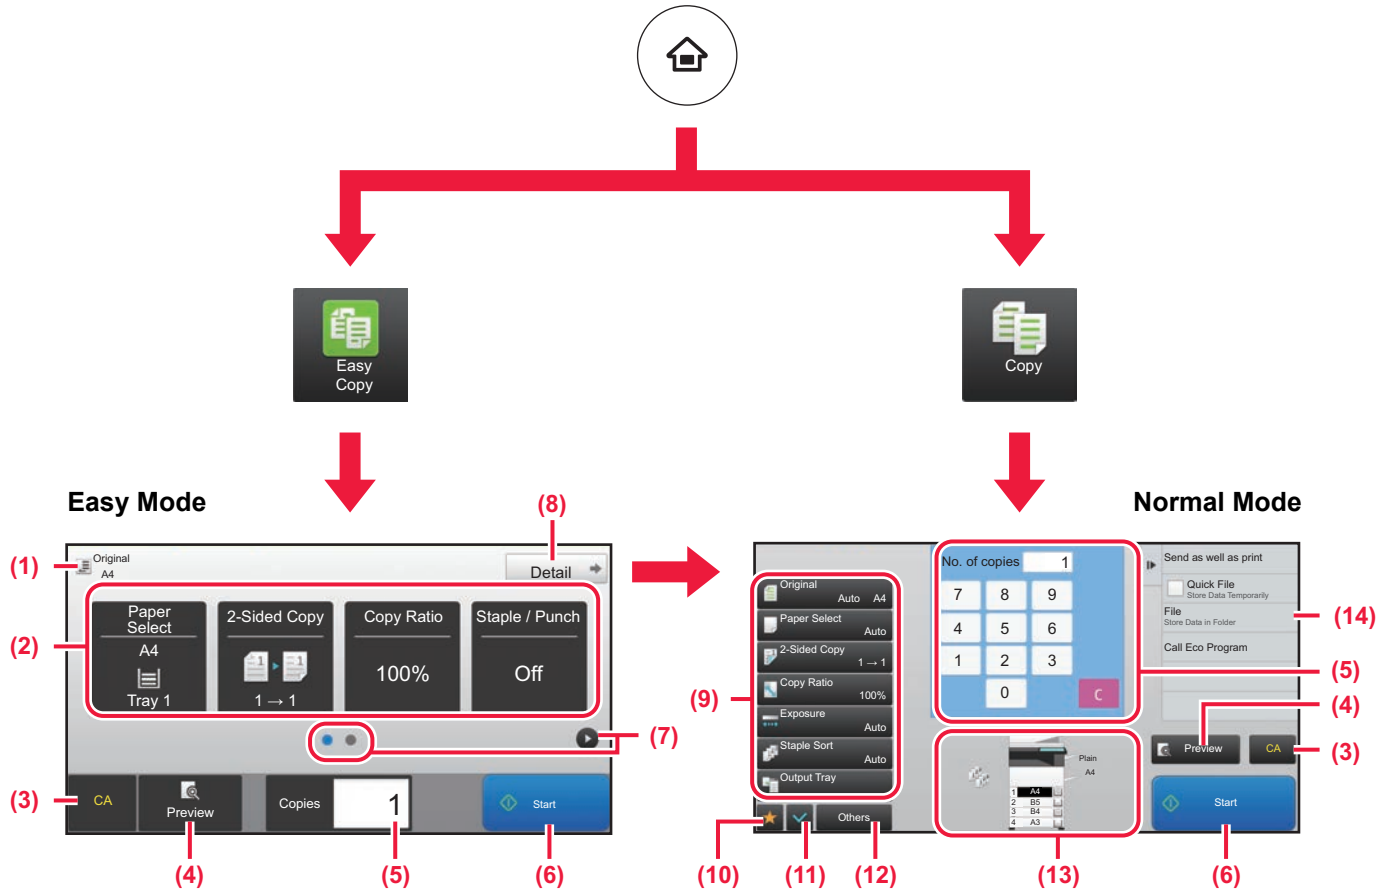 Easy
Copy
Copy
Easy Mode
Normal Mode
(8)
(1)
Original
A4
Detail
(2)
Paper
Select
A4
Tray 1
2-Sided Copy
1
1
1 → 1
Copy Ratio
100%
Staple / Punch
Off
(7)
(3)
CA
Preview
Copies
1
Start
(4)
(5)
(6)
(9)
Original
Auto A4
Paper Select
Auto
2-Sided Copy
1 → 1
Copy Ratio
100%
Exposure
Auto
Staple Sort
Auto
Output Tray
Others
No. of copies 1
7 8 9
4 5 6
1 2 3
0 C
Plain
A4
1 A4
2 B5
3 B4
4 A3
Send as well as print
Quick File
Store Data Temporarily
File
Store Data in Folder
Call Eco Program
(14)
(5)
(4)
Preview
CA
(3)
Start
(10)
(11)
(12)
(13)
(6)